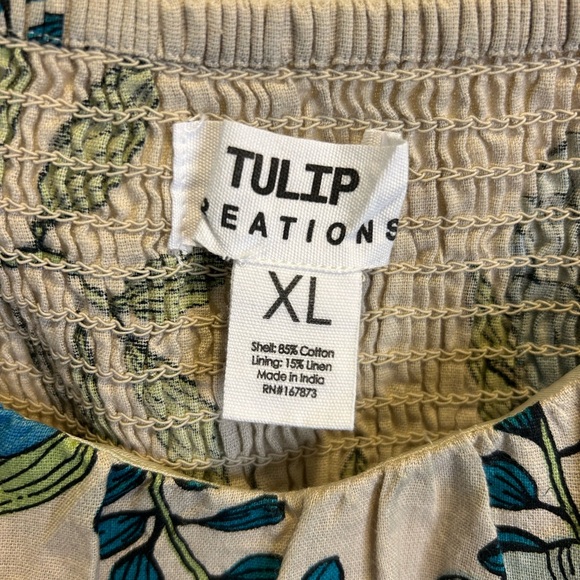 TULIP
REATIONS
XL
Shell: 85% Cotton
Lining: 15% Linen
Made in India
RN#167873